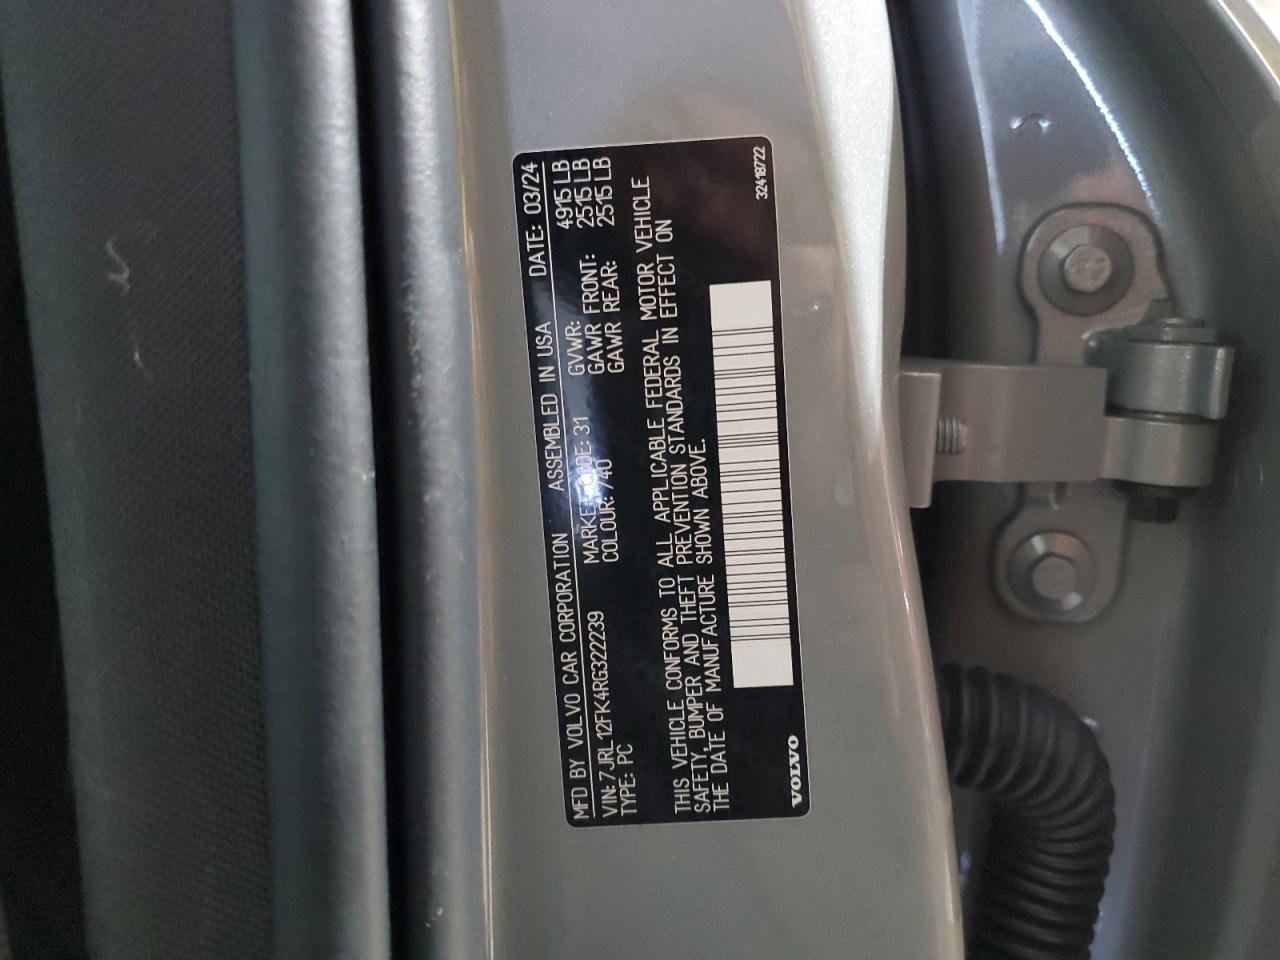 MFD BY VOLVO CAR CORPORATION ASSEMBLED IN USA DATE: 03/24
VIN: 7JRL12FK4RG322239 MARKET CODE: 31 GVWR: 4915 LB
TYPE: PC COLOUR: 740 GAWR FRONT: 2515 LB
GAWR REAR: 2515 LB
THIS VEHICLE CONFORMS TO ALL APPLICABLE FEDERAL MOTOR VEHICLE
SAFETY, BUMPER AND THEFT PREVENTION STANDARDS IN EFFECT ON
THE DATE OF MANUFACTURE SHOWN ABOVE.
VOLVO 32418722